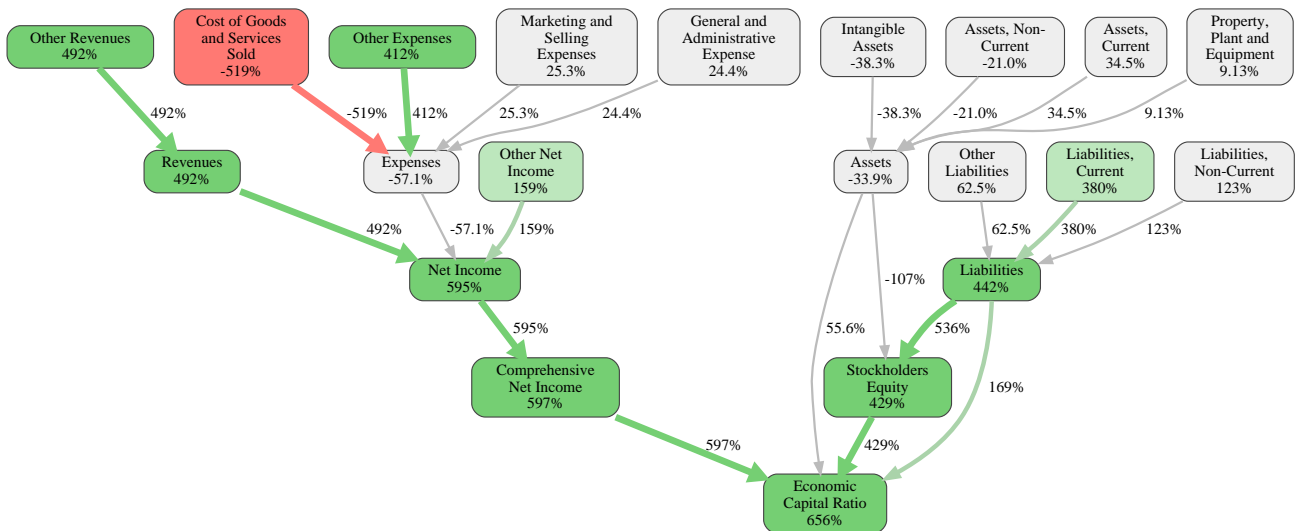 Other Revenues
492%
Cost of Goods
and Services
Sold
-519%
Other Expenses
412%
Marketing and
Selling
Expenses
25.3%
General and
Administrative
Expense
24.4%
Intangible
Assets
-38.3%
Assets, Non-
Current
-21.0%
Assets,
Current
34.5%
Property,
Plant and
Equipment
9.13%
492%
-519%
412%
25.3%
24.4%
-38.3%
-21.0%
34.5%
9.13%
Revenues
492%
Expenses
-57.1%
Other Net
Income
159%
Assets
-33.9%
Other
Liabilities
62.5%
Liabilities,
Current
380%
Liabilities,
Non-Current
123%
492%
-57.1%
159%
62.5%
380%
123%
Net Income
595%
Liabilities
442%
-107%
595%
55.6%
536%
Comprehensive
Net Income
597%
Stockholders
Equity
429%
169%
597%
429%
Economic
Capital Ratio
656%